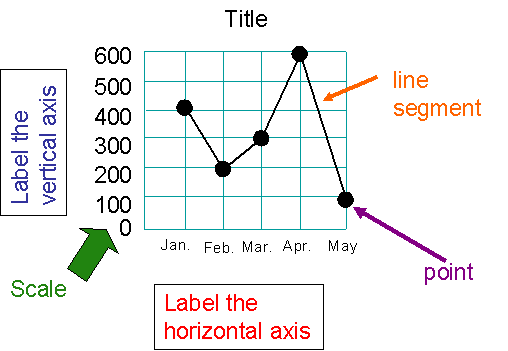 Title
600
500
400
300
200
100
0
Label the
vertical axis
line
segment
Jan. Feb. Mar. Apr. May
point
Scale
Label the
horizontal axis